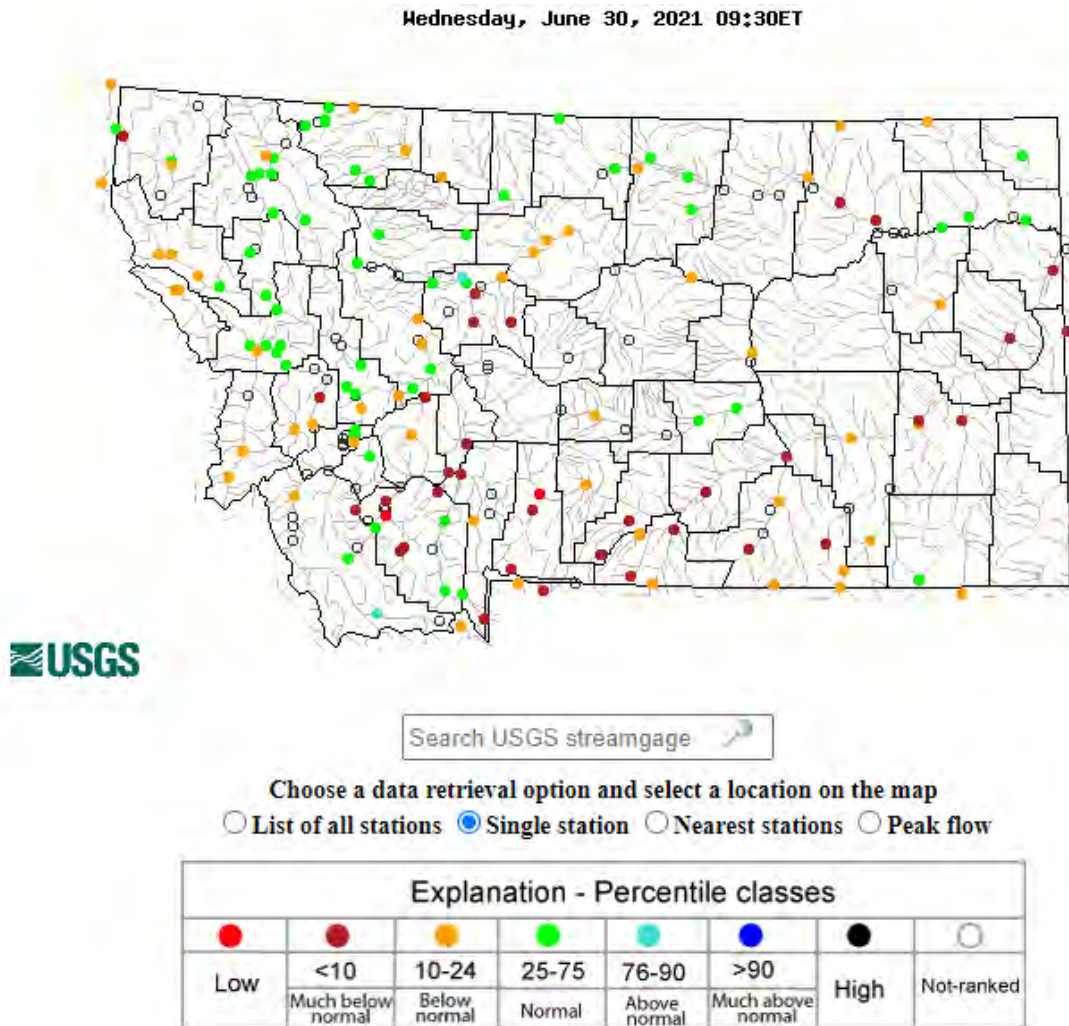 Wednesday, June 30, 2021 09:30ET
USGS
Search USGS streamgage
Choose a data retrieval option and select a location on the map
List of all stations Single station Nearest stations Peak flow
Explanation - Percentile classes
Low <10 10-24 25-75 76-90 >90 High Not-ranked
Much below normal Below normal Normal Above normal Much above normal